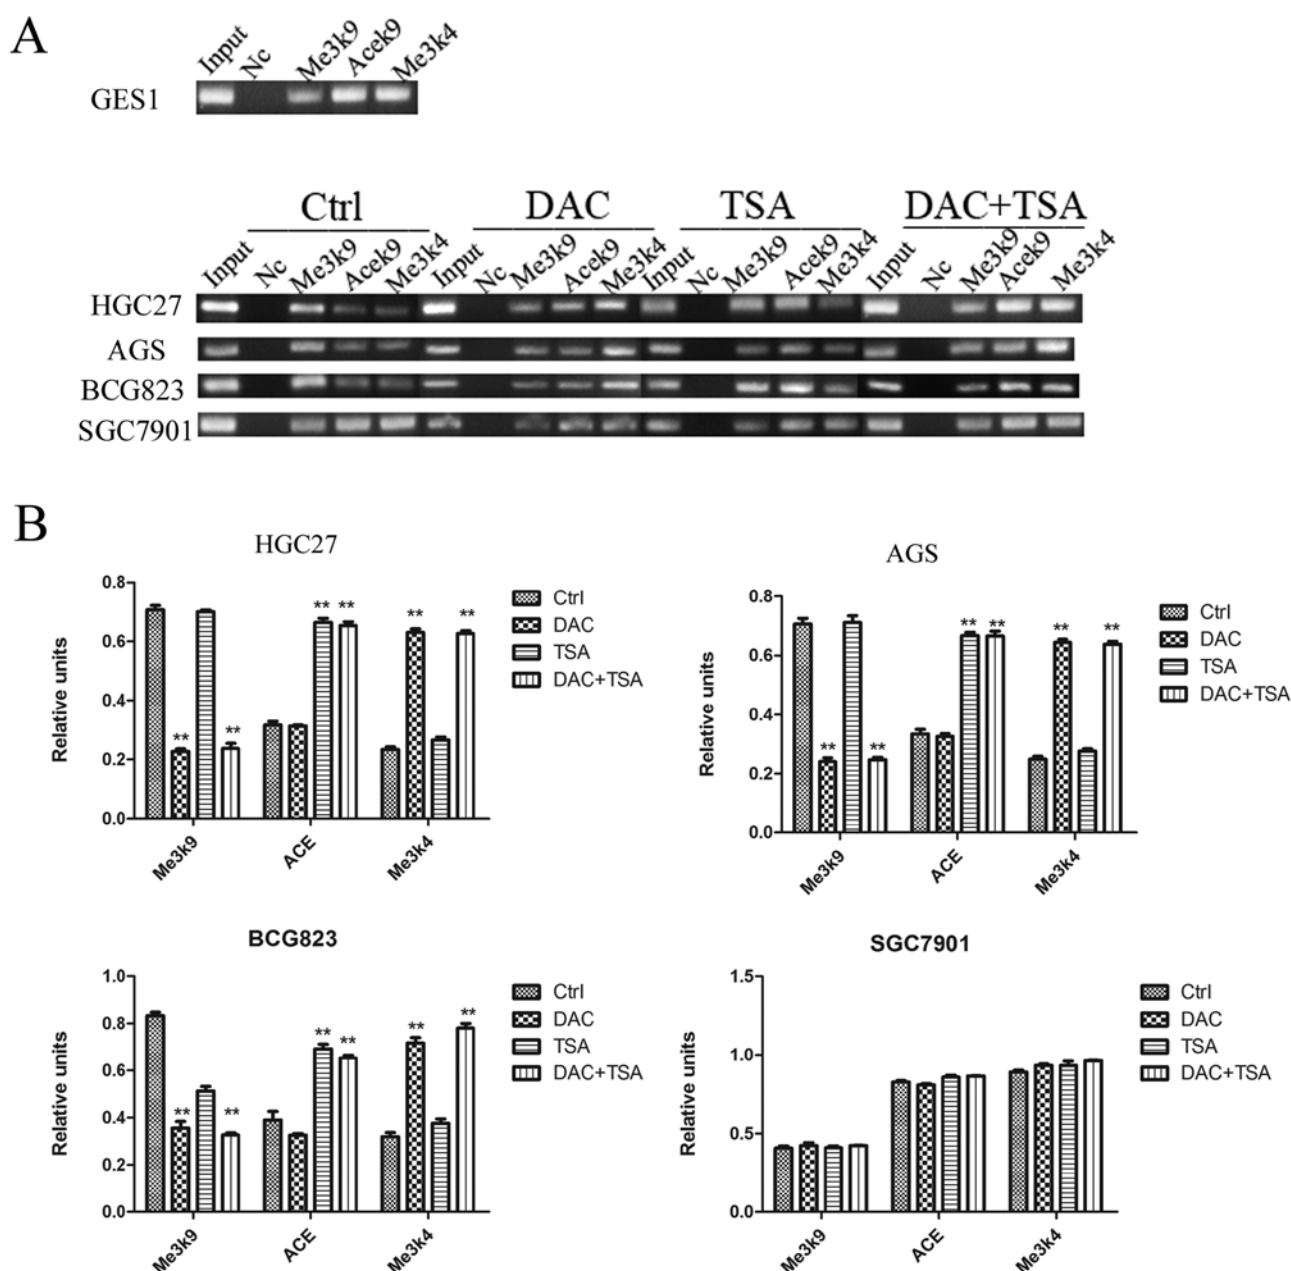 A
Input Nc Me3k9 Acek9 Me3k4
GES1
Ctrl DAC TSA DAC+TSA
Input Nc Me3k9 Acek9 Me3k4 Input Nc Me3k9 Acek9 Me3k4 Input Nc Me3k9 Acek9 Me3k4 Input Nc Me3k9 Acek9 Me3k4
HGC27
AGS
BCG823
SGC7901
B
HGC27
0.8
0.6
0.4
0.2
0.0
Relative units
** ** ** ** ** **
Me3k9 ACE Me3k4
Ctrl
DAC
TSA
DAC+TSA
AGS
0.8
0.6
0.4
0.2
0.0
Relative units
** ** ** ** ** **
Me3k9 ACE Me3k4
Ctrl
DAC
TSA
DAC+TSA
BCG823
1.0
0.8
0.6
0.4
0.2
0.0
Relative units
** ** ** ** ** **
Me3k9 ACE Me3k4
Ctrl
DAC
TSA
DAC+TSA
SGC7901
1.5
1.0
0.5
0.0
Relative units
Me3k9 ACE Me3k4
Ctrl
DAC
TSA
DAC+TSA